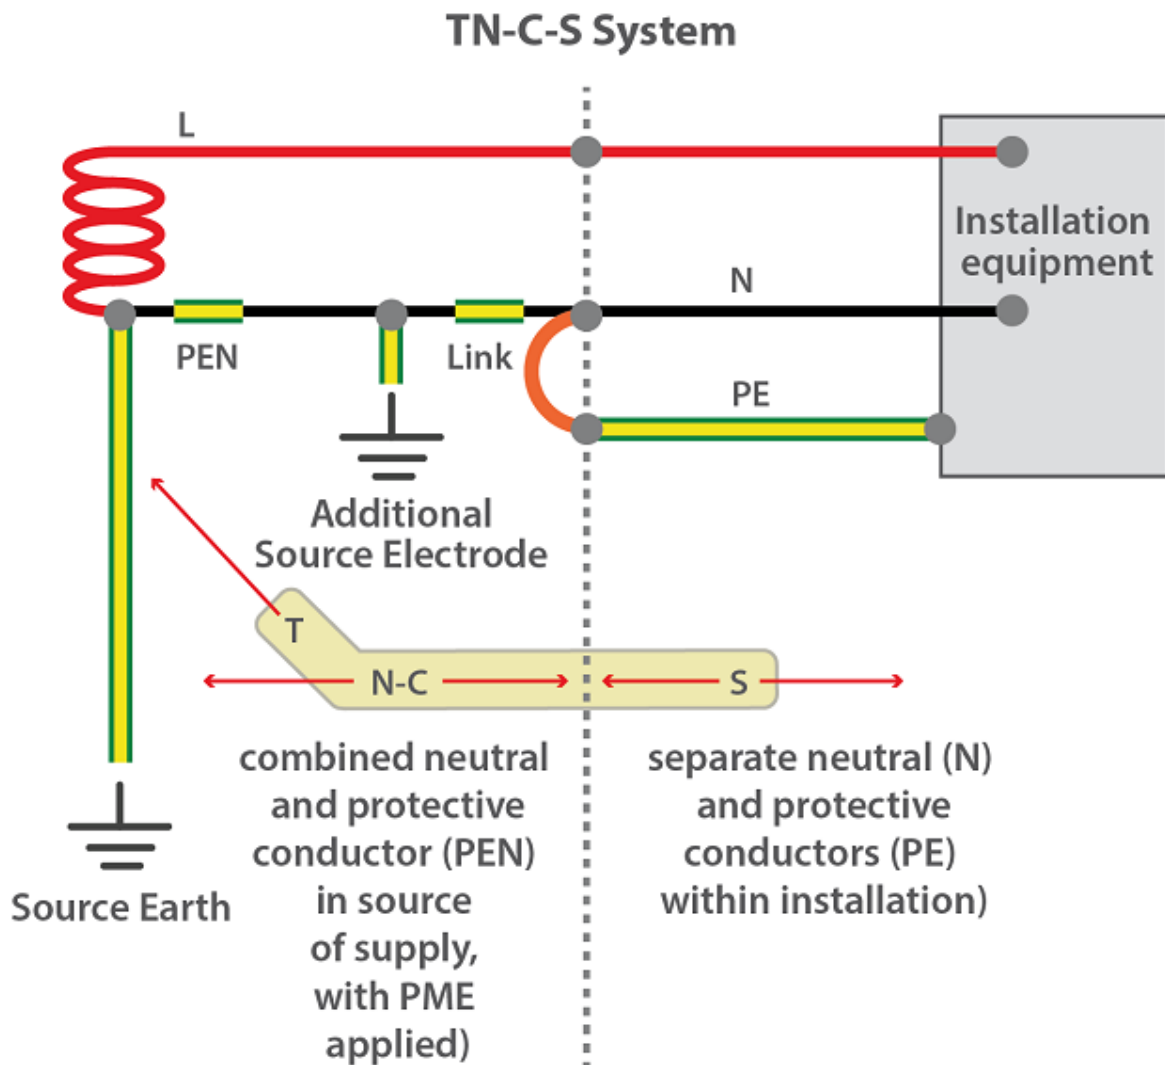 TN-C-S System
L
Installation
equipment
N
PEN
Link
PE
Additional
Source Electrode
T
N-C
S
combined neutral
and protective
conductor (PEN)
in source
of supply,
with PME
applied)
separate neutral (N)
and protective
conductors (PE)
within installation)
Source Earth